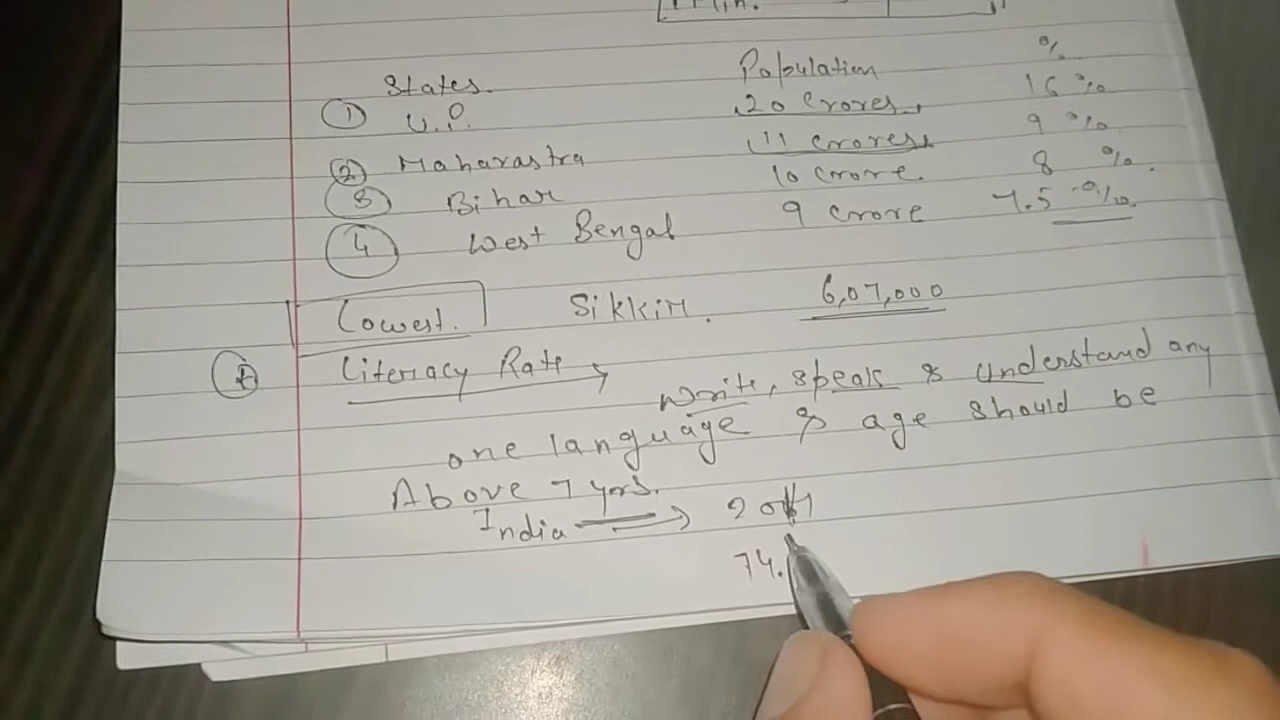 States. Population %
① U.P. 20 crores. 16 %
② Maharastra 11 crores. 9 %
③ Bihar 10 crore. 8 %.
④ West Bengal 9 crore 7.5 %.
Lowest. Sikkim. 6,07,000
Literacy Rate → Write, speak & understand any
one language & age should be
Above 7 yrs.
India ⟹ 2011
74.